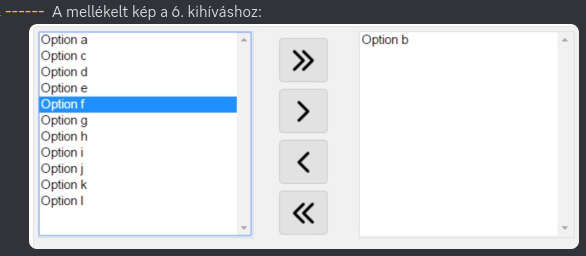 ------ A mellékelt kép a 6. kihíváshoz:
Option a
Option c
Option d
Option e
Option f
Option g
Option h
Option i
Option j
Option k
Option l
Option b